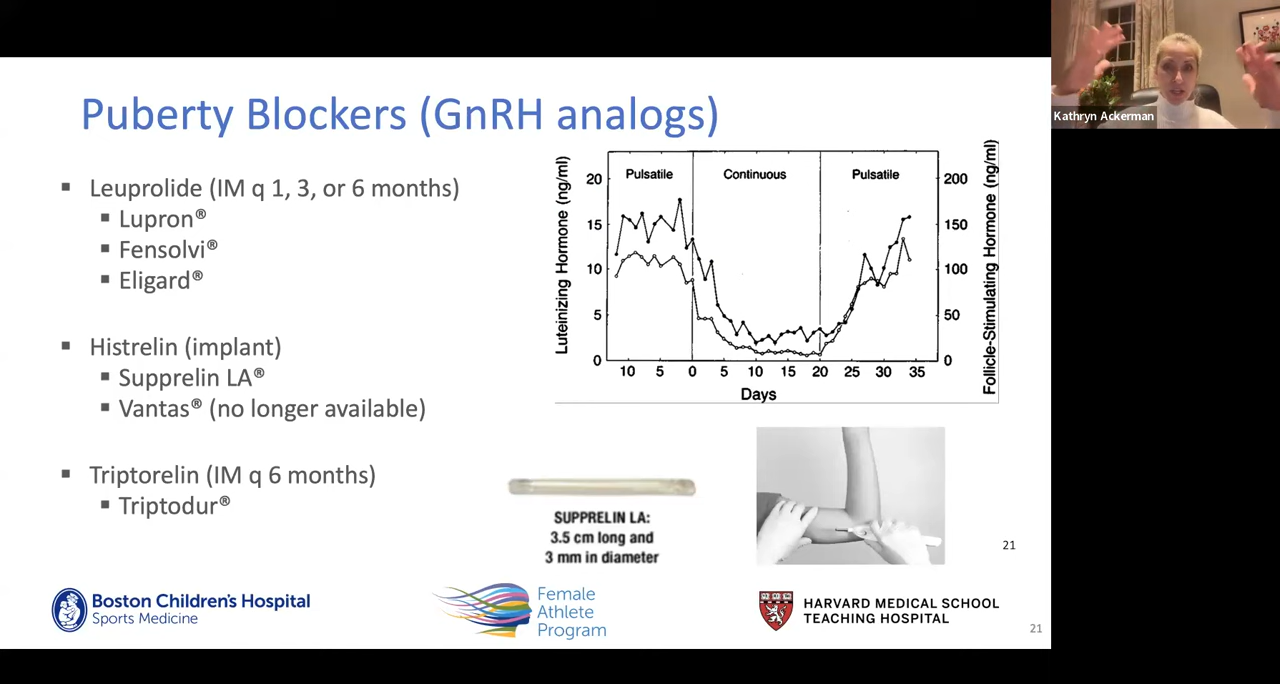 Puberty Blockers (GnRH analogs)
Kathryn Ackerman
Leuprolide (IM q 1, 3, or 6 months)
Lupron®
Fensolvi®
Eligard®
Histrelin (implant)
Supprelin LA®
Vantas® (no longer available)
Triptorelin (IM q 6 months)
Triptodur®
Luteinizing Hormone (ng/ml)
20
15
10
5
0
Pulsatile
Continuous
Pulsatile
200
150
100
50
0
Follicle-Stimulating Hormone (ng/ml)
10 5 0 5 10 15 20 25 30 35
Days
SUPPRELIN LA:
3.5 cm long and
3 mm in diameter
21
Boston Children's Hospital
Sports Medicine
Female
Athlete
Program
HARVARD MEDICAL SCHOOL
TEACHING HOSPITAL
21